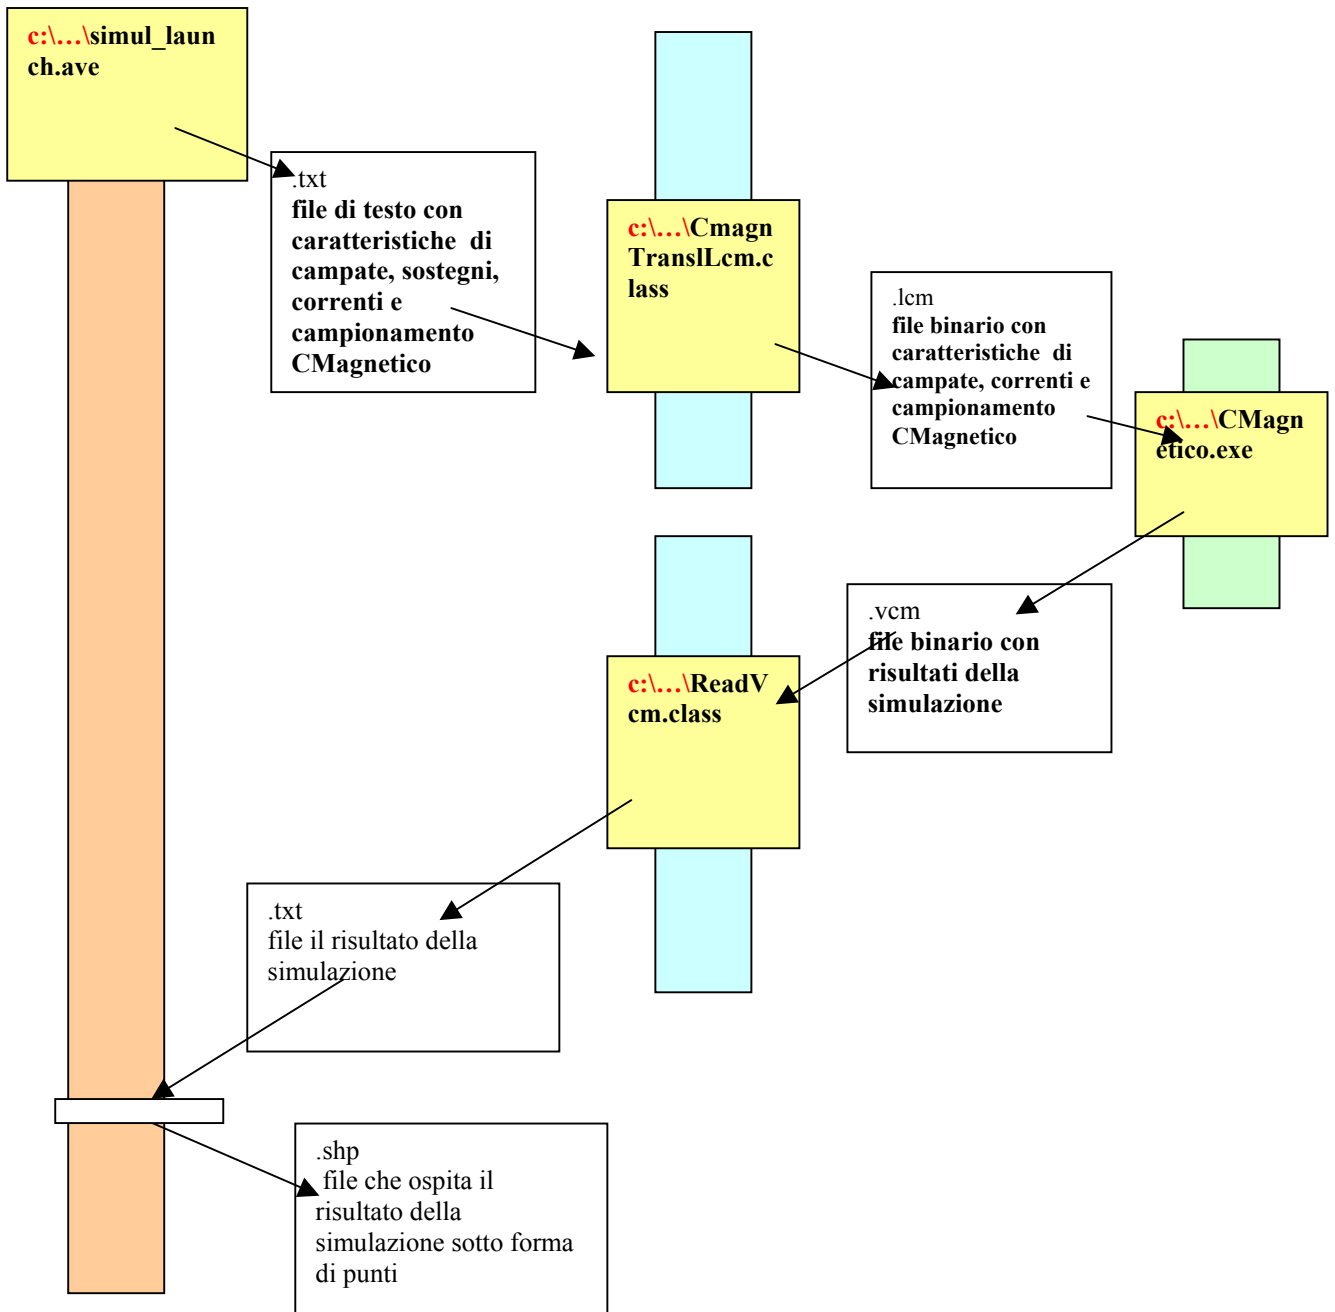 c:\...\simul_laun
ch.ave
.txt
file di testo con
caratteristiche di
campate, sostegni,
correnti e
campionamento
CMagnetico
c:\...\Cmagn
TranslLcm.c
lass
.lcm
file binario con
caratteristiche di
campate, correnti e
campionamento
CMagnetico
c:\...\CMagn
etico.exe
.vcm
file binario con
risultati della
simulazione
c:\...\ReadV
cm.class
.txt
file il risultato della
simulazione
.shp
file che ospita il
risultato della
simulazione sotto forma
di punti